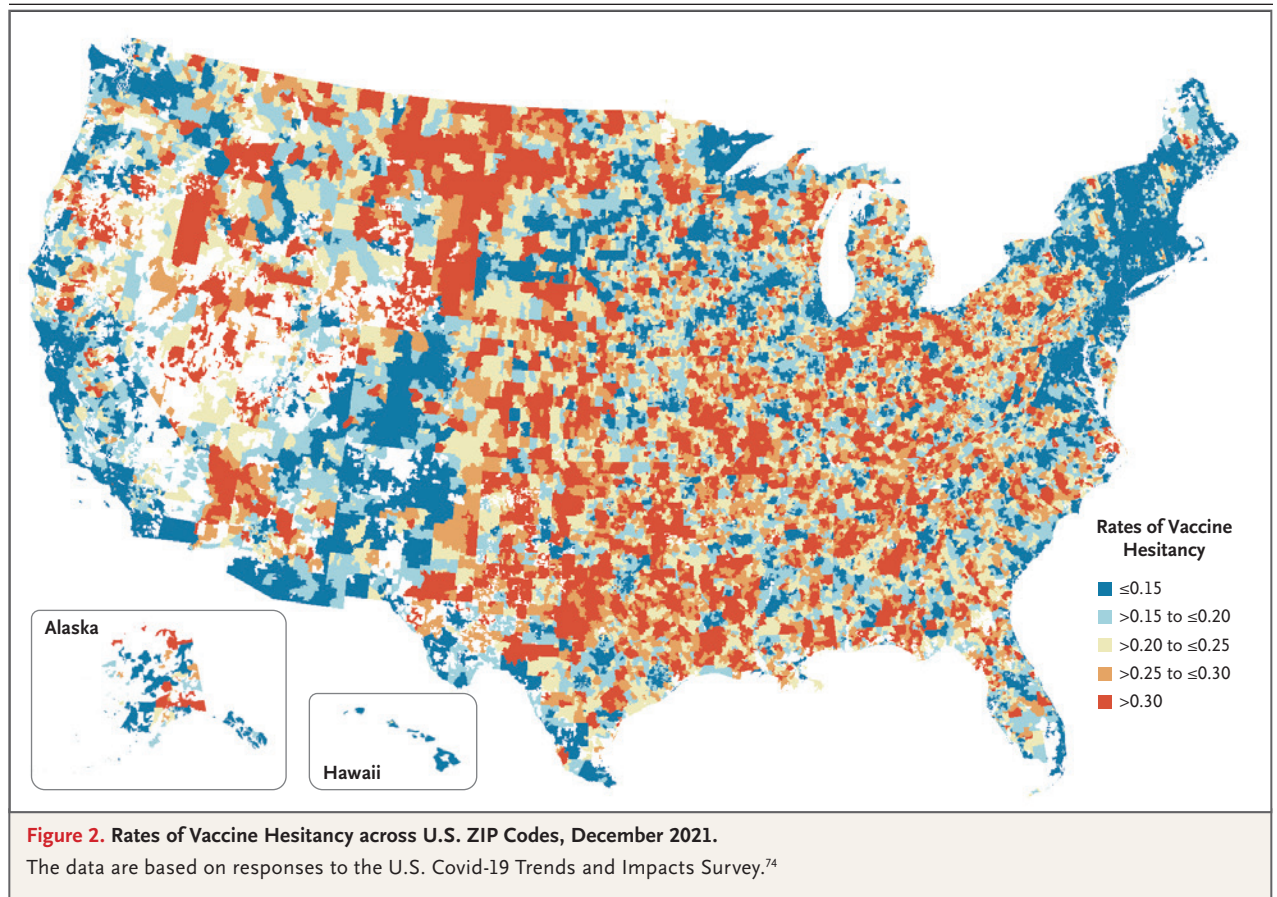 Alaska
Hawaii
Rates of Vaccine
Hesitancy
≤0.15
>0.15 to ≤0.20
>0.20 to ≤0.25
>0.25 to ≤0.30
>0.30
Figure 2. Rates of Vaccine Hesitancy across U.S. ZIP Codes, December 2021.
The data are based on responses to the U.S. Covid-19 Trends and Impacts Survey.74